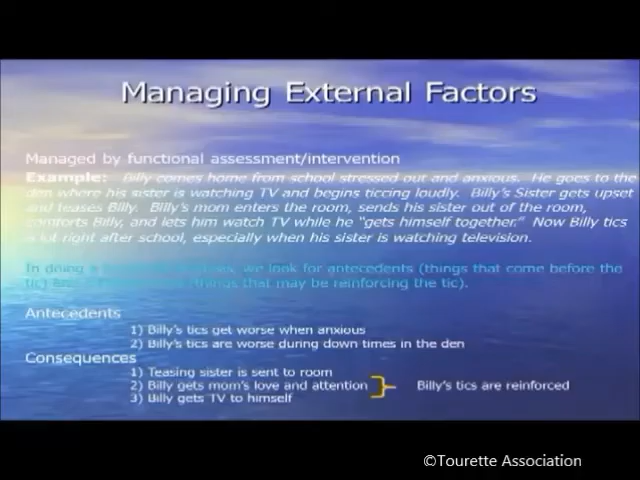 Managing External Factors
Managed by functional assessment/intervention
Example: Billy comes home from school stressed out and anxious. He goes to the
den where his sister is watching TV and begins ticcing loudly. Billy's Sister gets upset
and teases Billy. Billy's mom enters the room, sends his sister out of the room,
comforts Billy, and lets him watch TV while he "gets himself together." Now Billy tics
a lot right after school, especially when his sister is watching television.
In doing a we look for antecedents (things that come before the
tic) (things that may be reinforcing the tic).
Antecedents
1) Billy's tics get worse when anxious
2) Billy's tics are worse during down times in the den
Consequences
1) Teasing sister is sent to room
2) Billy gets mom's love and attention
Billy's tics are reinforced
3) Billy gets TV to himself
©Tourette Association